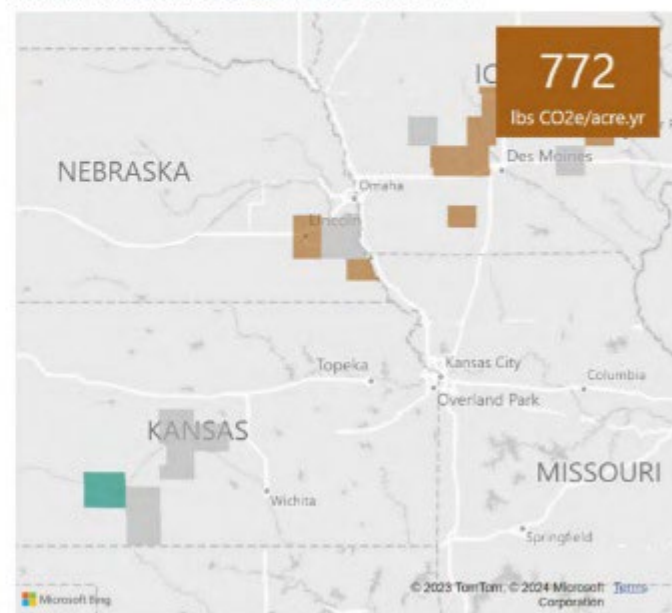 772
lbs CO2e/acre.yr
Des Moines
NEBRASKA
Omaha
Lincoln
Topeka
Kansas City
Columbia
Overland Park
KANSAS
MISSOURI
Wichita
Springfield
Microsoft Bing
© 2023 TomTom, © 2024 Microsoft Terms
Corporation